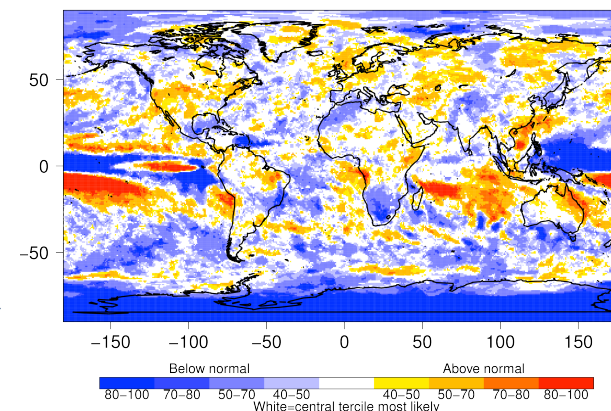 50
0
−50
−150 −100 −50 0 50 100 150
Below normal Above normal
80−100 70−80 50−70 40−50 40−50 50−70 70−80 80−100
White=central tercile most likely